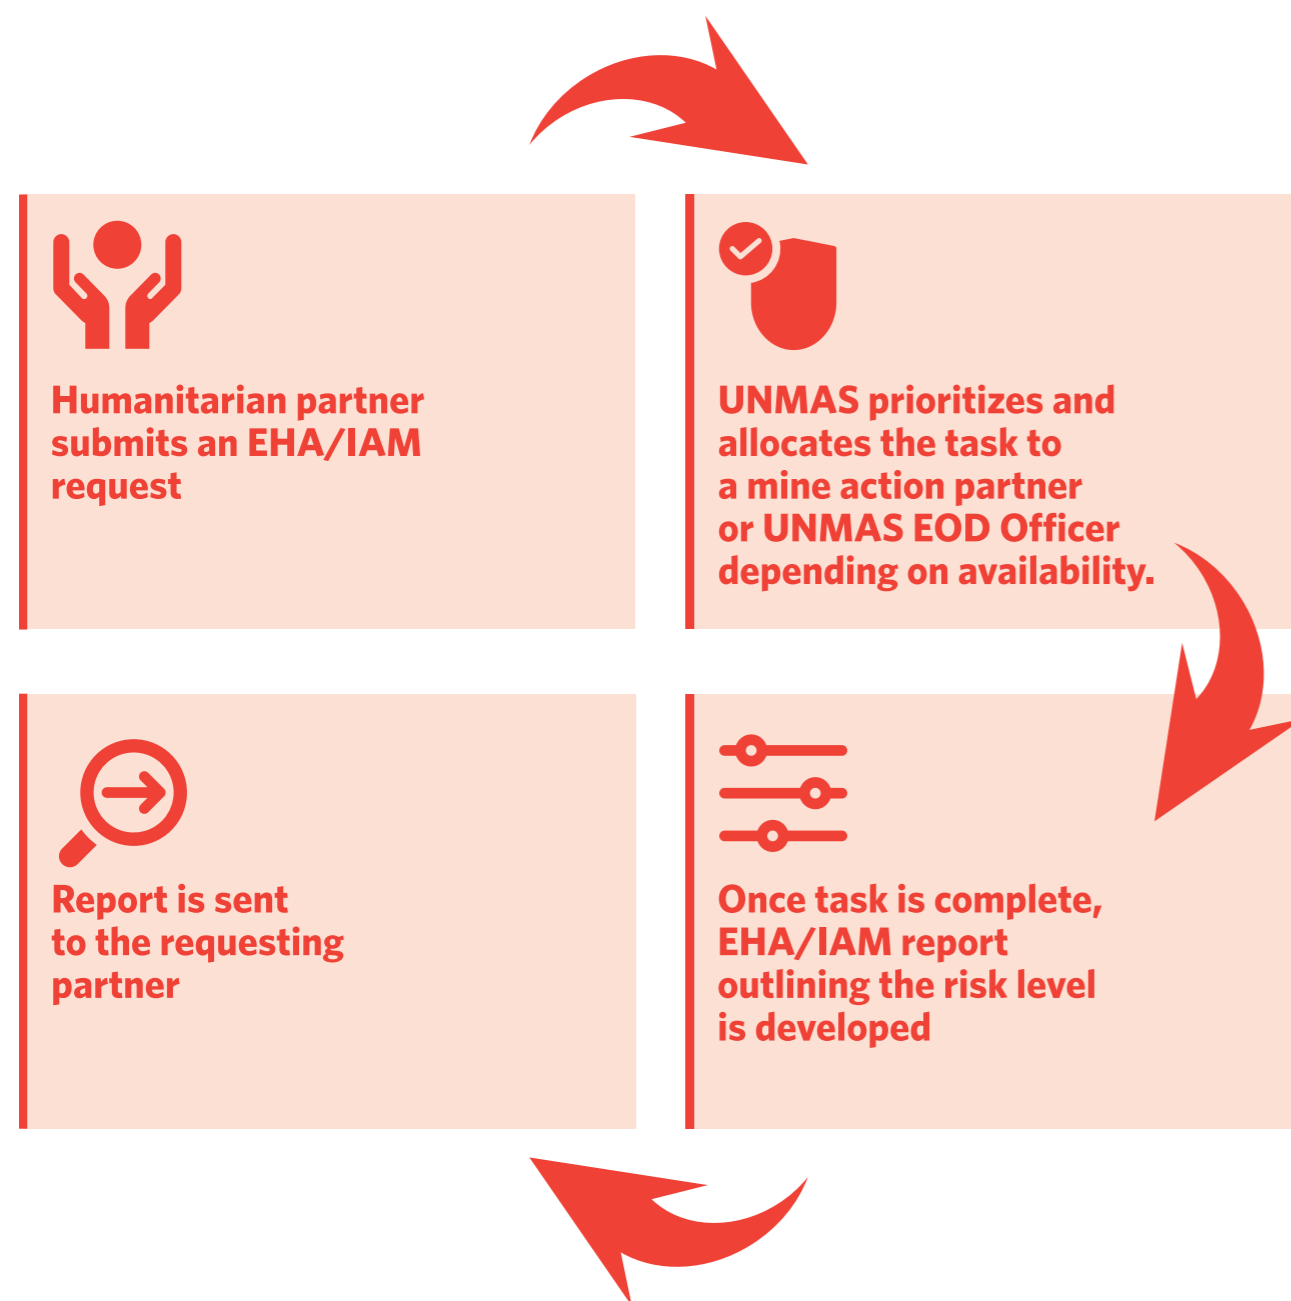 Humanitarian partner
submits an EHA/IAM
request
UNMAS prioritizes and
allocates the task to
a mine action partner
or UNMAS EOD Officer
depending on availability.
Once task is complete,
EHA/IAM report
outlining the risk level
is developed
Report is sent
to the requesting
partner